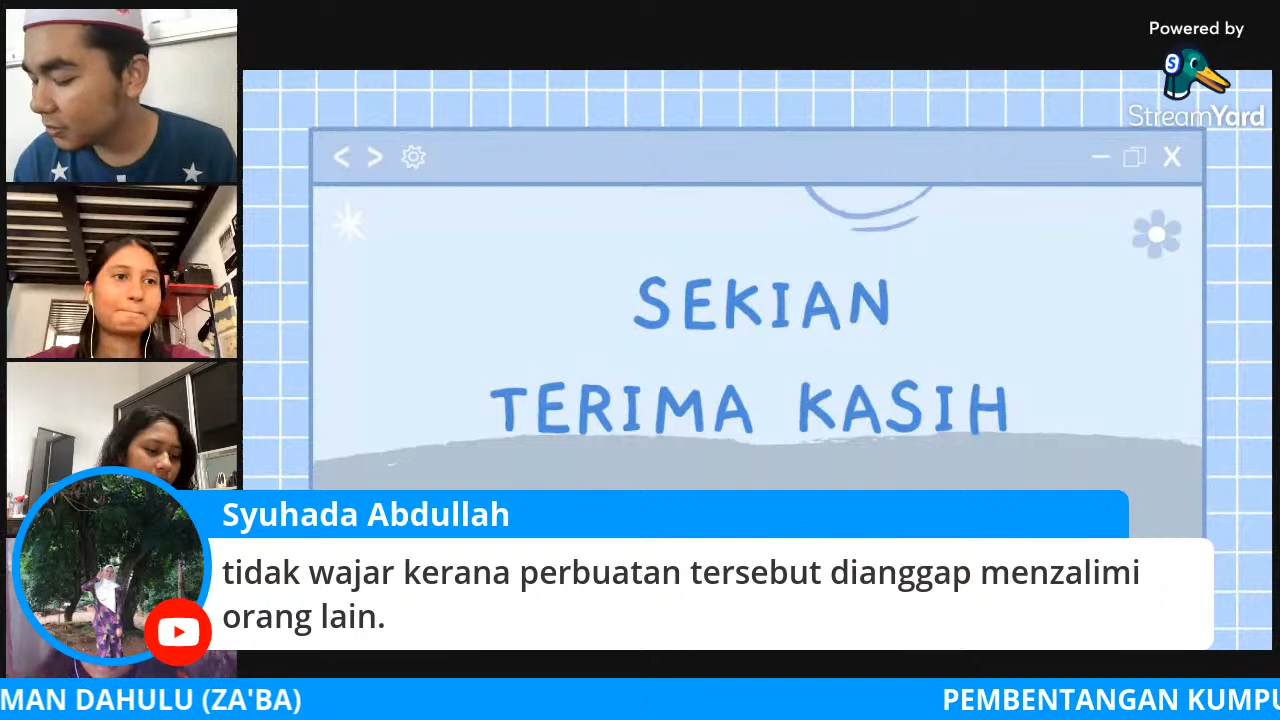 Powered by
StreamYard
SEKIAN
TERIMA KASIH
Syuhada Abdullah
tidak wajar kerana perbuatan tersebut dianggap menzalimi
orang lain.
MAN DAHULU (ZA'BA)
PEMBENTANGAN KUMPU